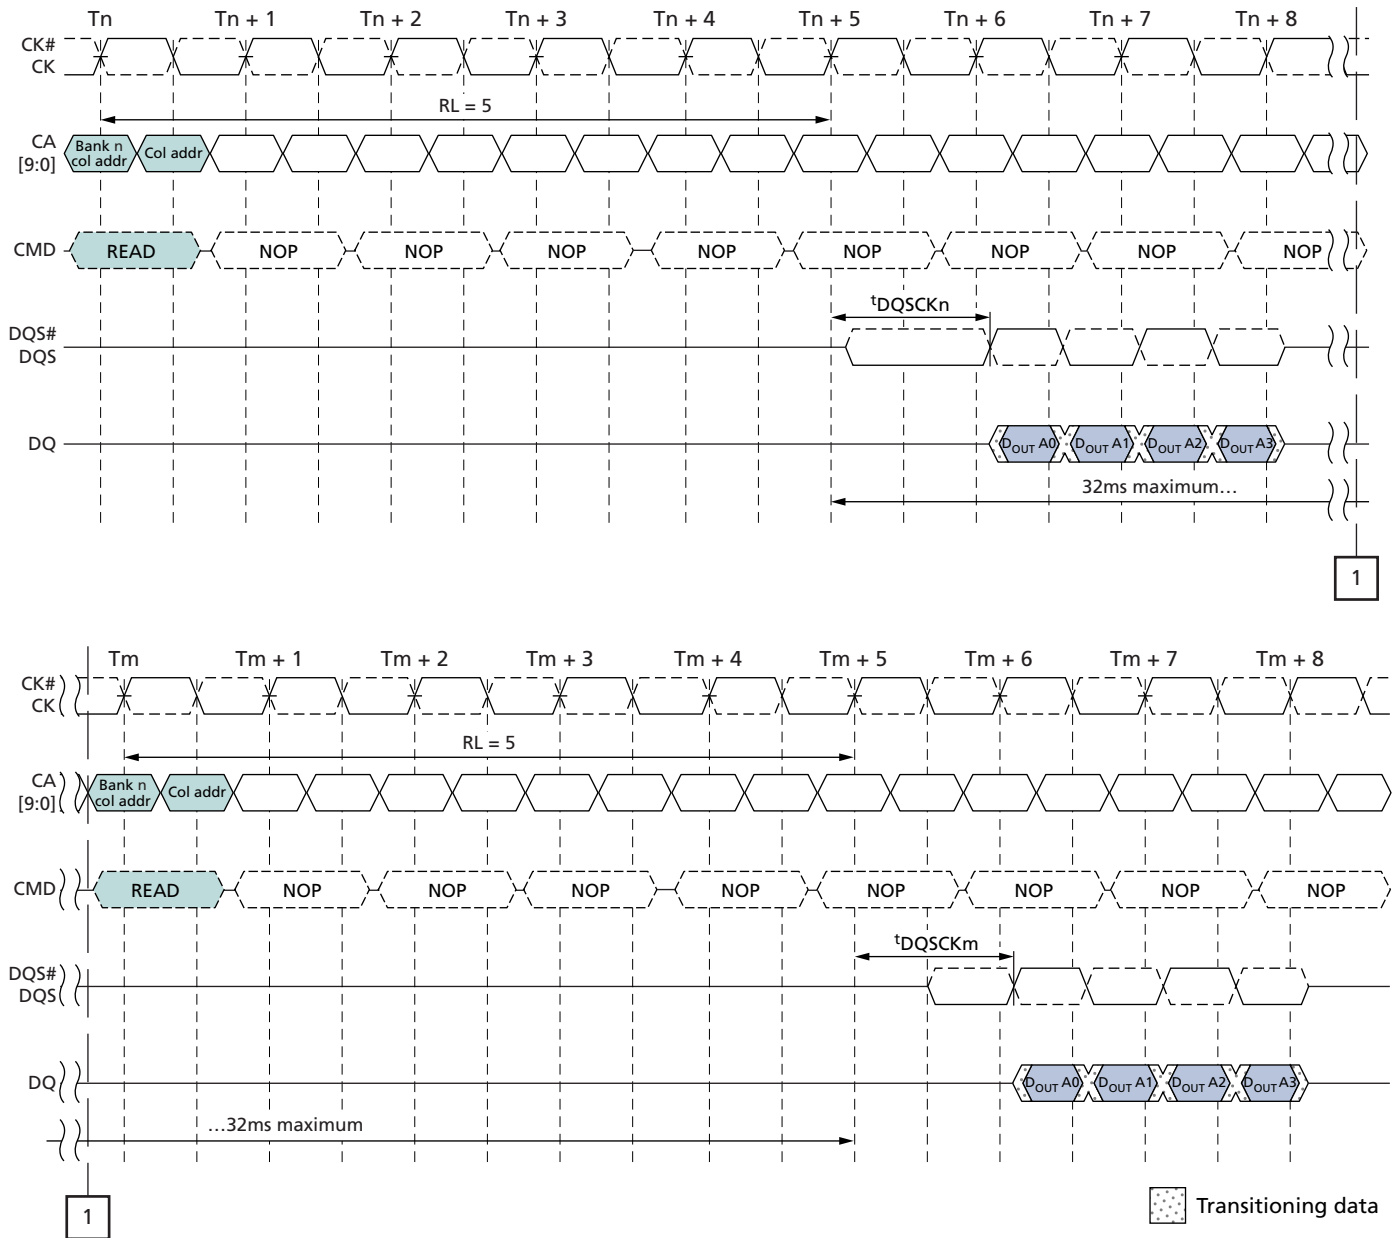 Tn Tn + 1 Tn + 2 Tn + 3 Tn + 4 Tn + 5 Tn + 6 Tn + 7 Tn + 8
CK#
CK
RL = 5
CA
[9:0]
Bank n
col addr
Col addr
CMD READ NOP NOP NOP NOP NOP NOP NOP NOP
tDQSCKn
DQS#
DQS
DQ DOUT A0 DOUT A1 DOUT A2 DOUT A3
32ms maximum…
1
Tm Tm + 1 Tm + 2 Tm + 3 Tm + 4 Tm + 5 Tm + 6 Tm + 7 Tm + 8
CK#
CK
RL = 5
CA
[9:0]
Bank n
col addr
Col addr
CMD READ NOP NOP NOP NOP NOP NOP NOP NOP
tDQSCKm
DQS#
DQS
DQ DOUT A0 DOUT A1 DOUT A2 DOUT A3
…32ms maximum
1
Transitioning data